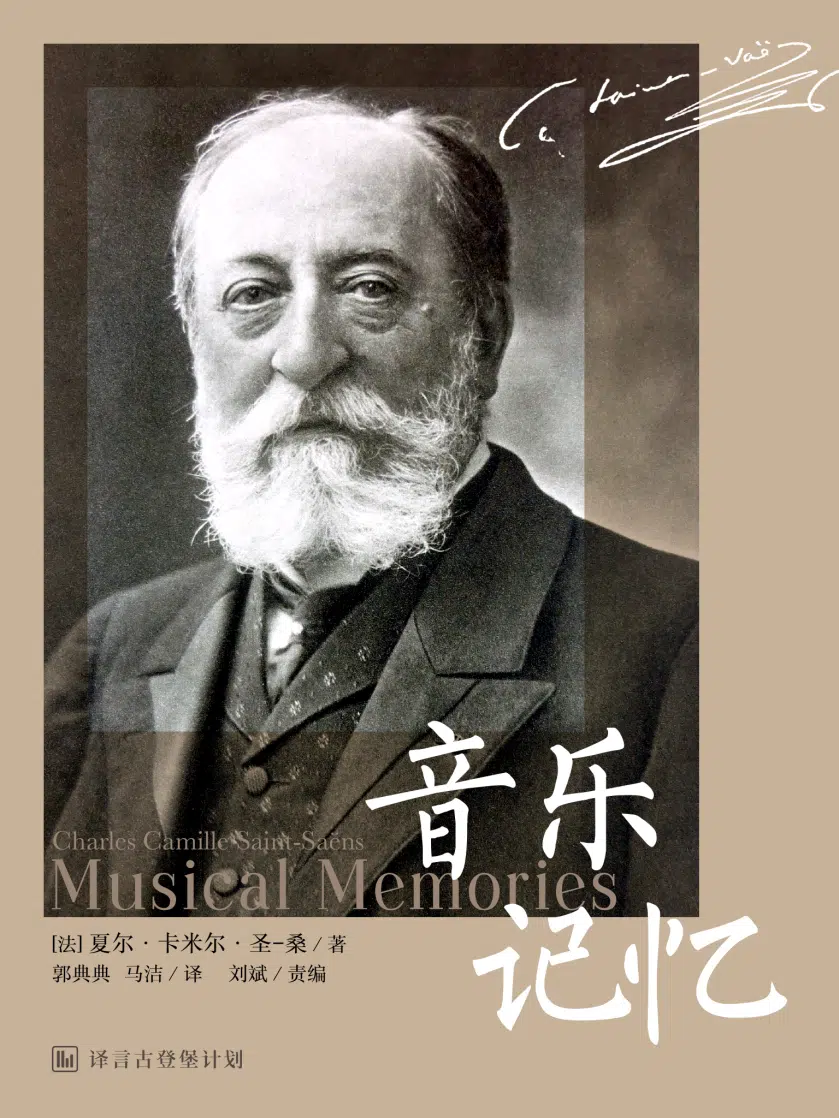 音乐
Charles Camille Saint-Saëns
Musical Memories
记忆
[法] 夏尔·卡米尔·圣-桑 / 著
郭典典 马洁 / 译 刘斌 / 责编
译言古登堡计划